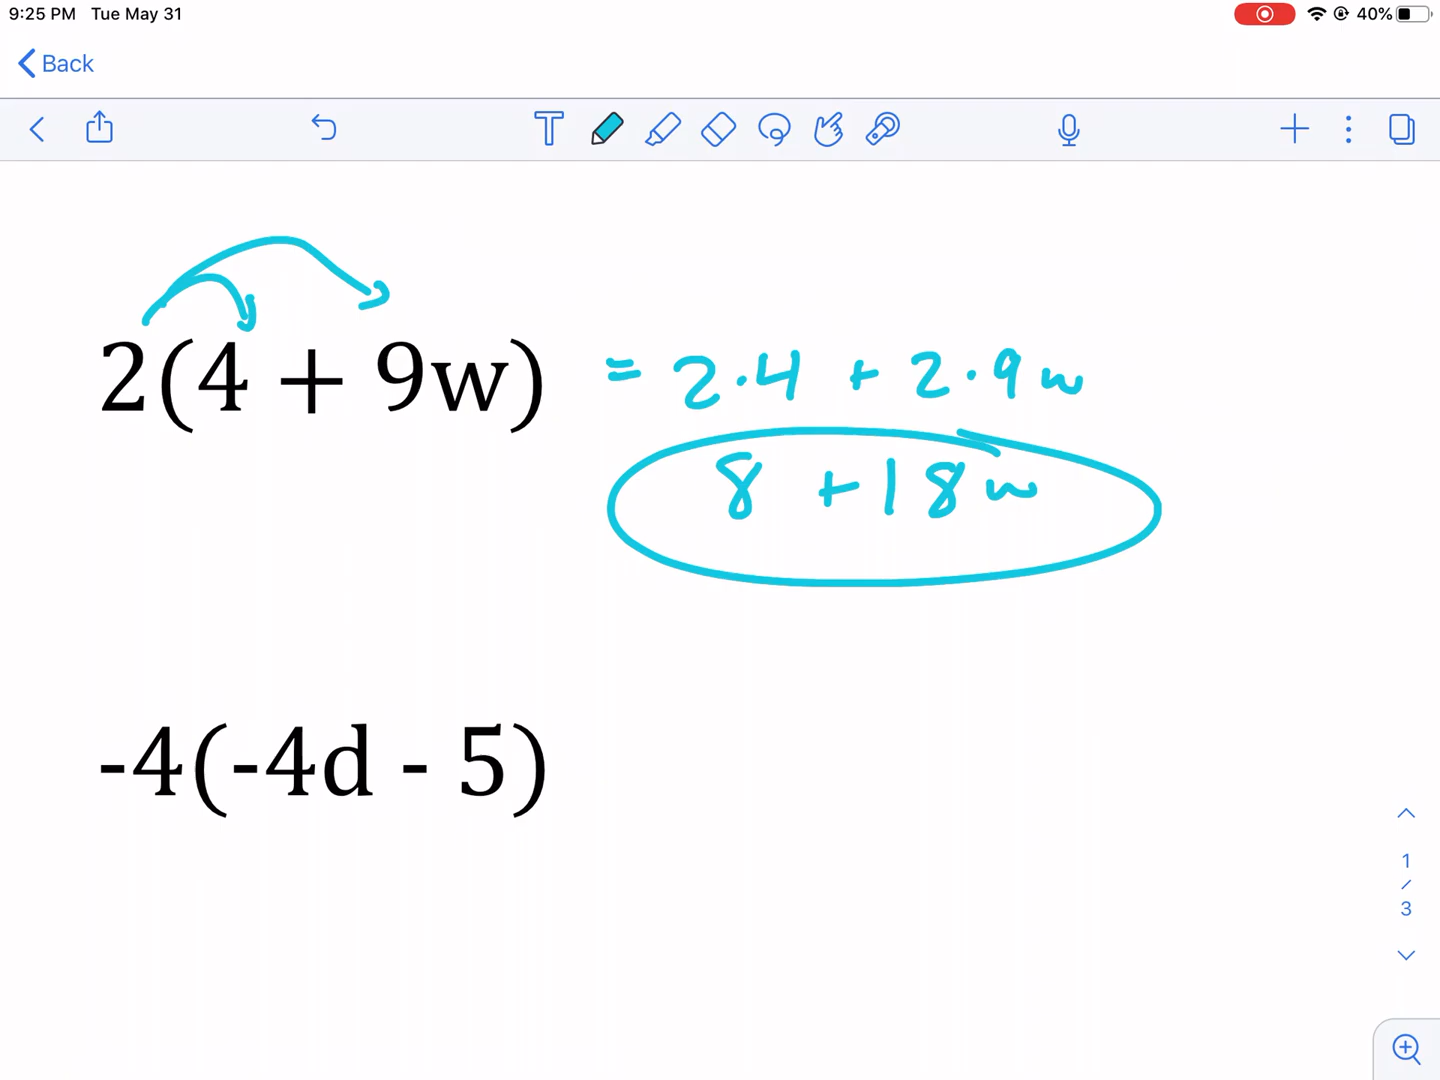 9:25 PM Tue May 31
40%
Back
2(4 + 9w) = 2·4 + 2·9w
8 + 18w
-4(-4d - 5)
1
/
3